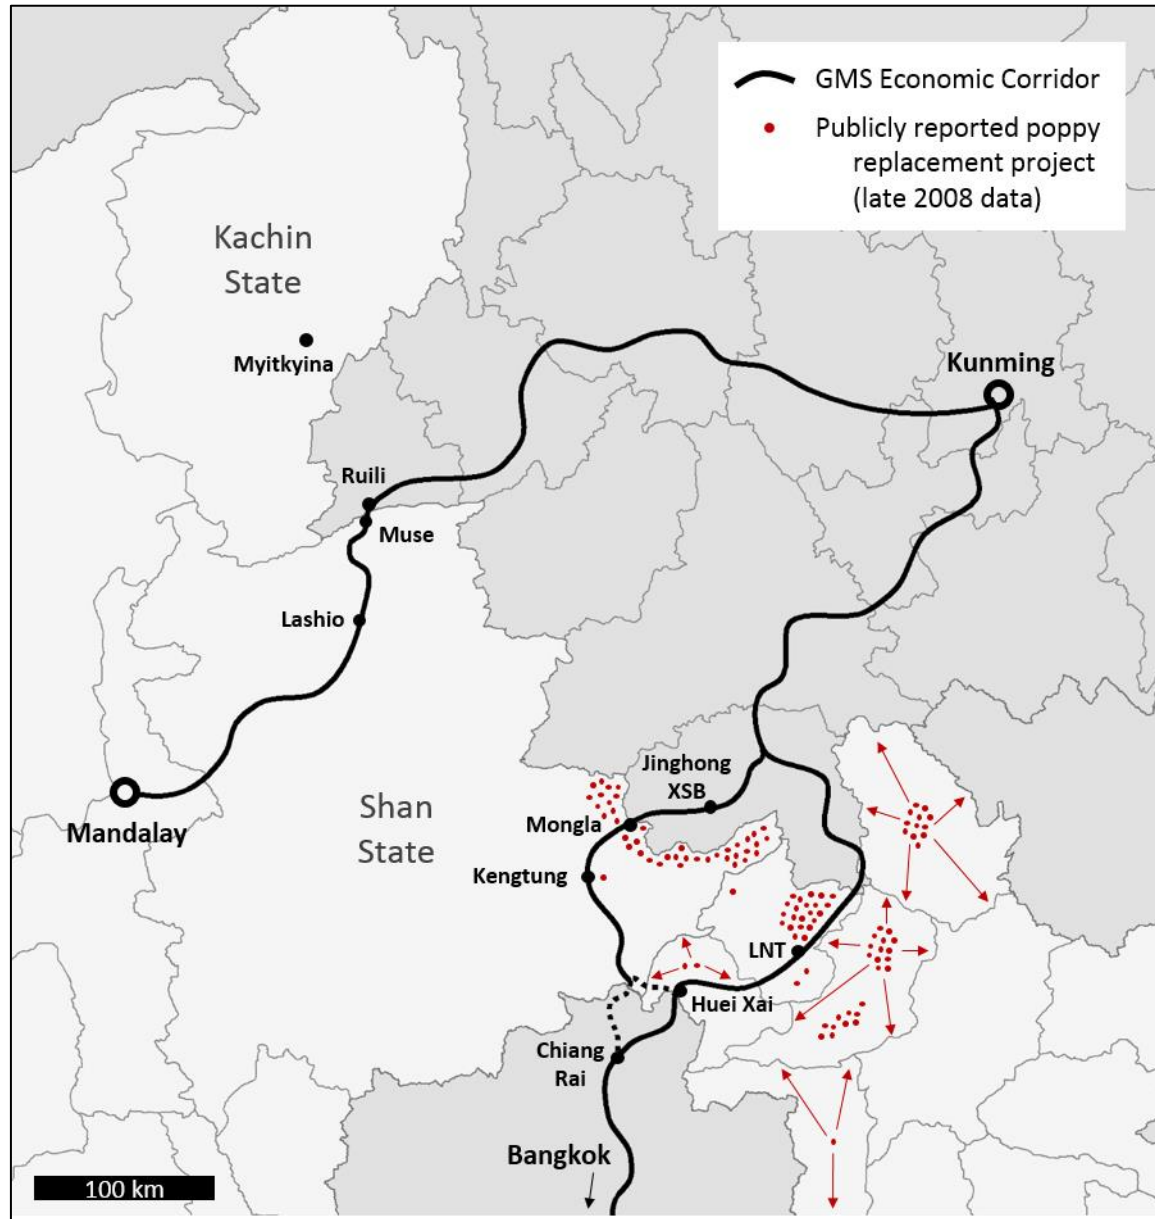 GMS Economic Corridor
Publicly reported poppy
replacement project
(late 2008 data)
Kachin
State
Myitkyina
Kunming
Ruili
Muse
Lashio
Jinghong
XSB
Mandalay
Shan
State
Mongla
Kengtung
LNT
Huei Xai
Chiang
Rai
Bangkok
100 km